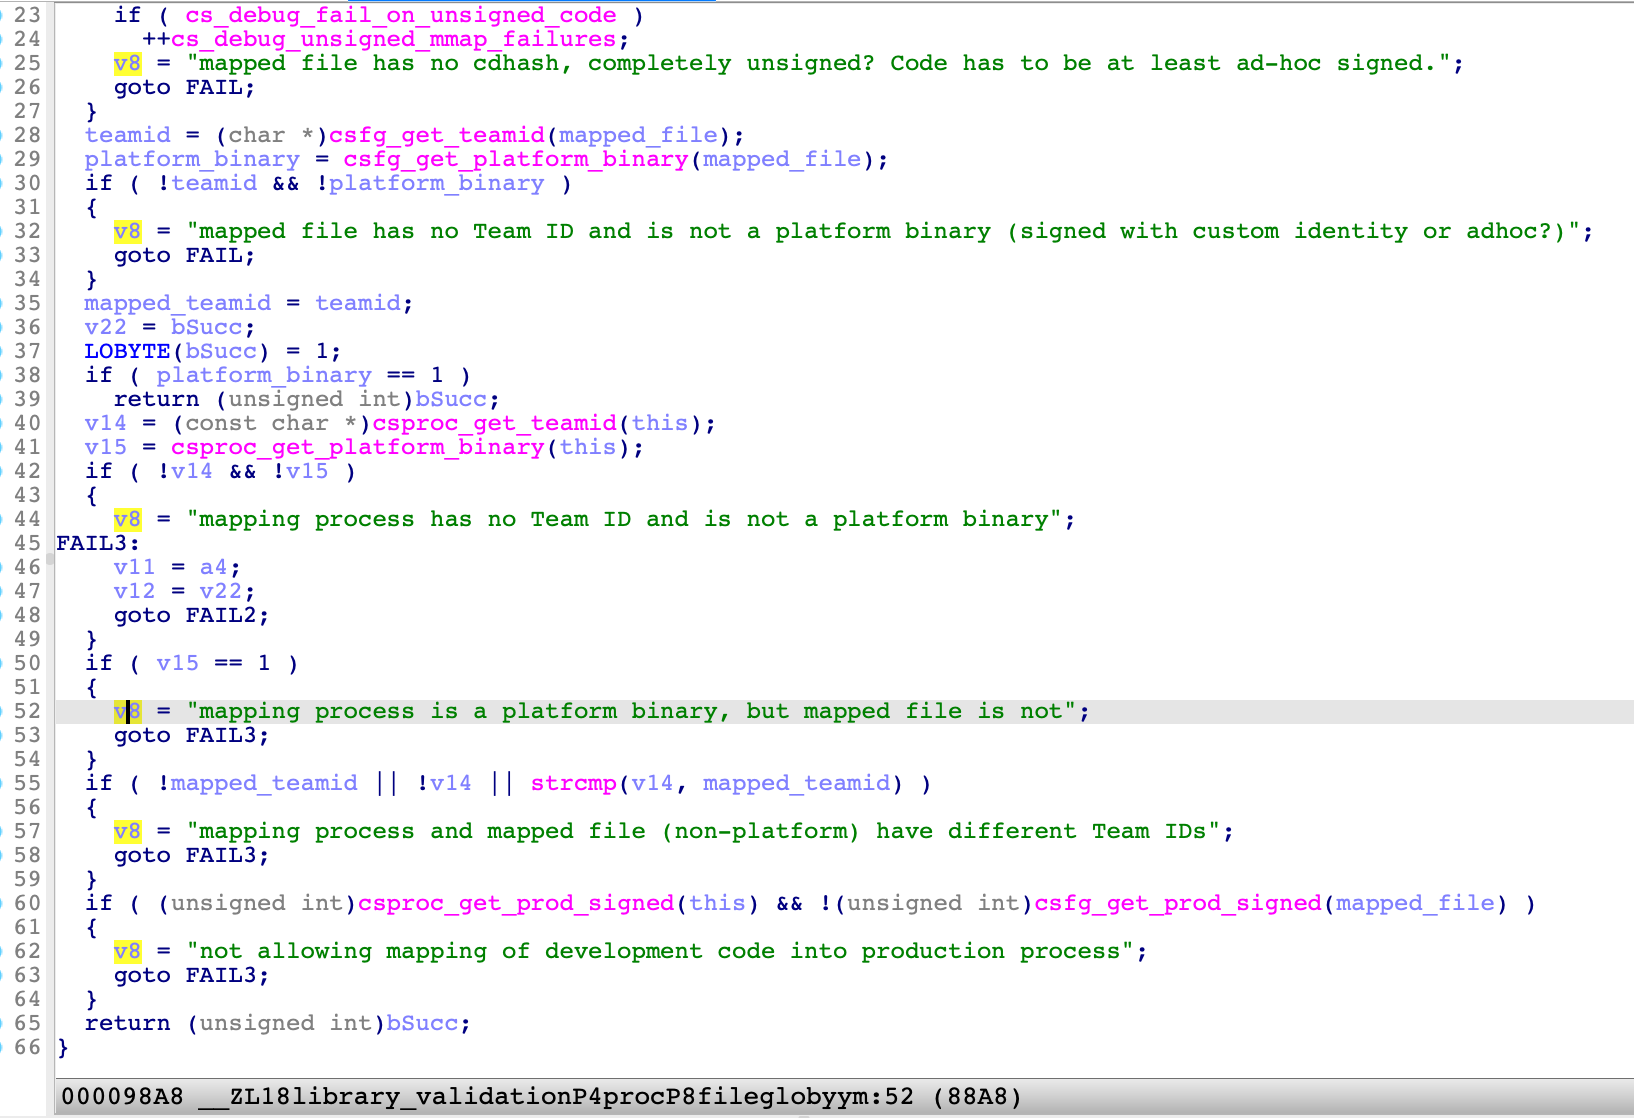 23 if ( cs_debug_fail_on_unsigned_code )
24 ++cs_debug_unsigned_mmap_failures;
25 v8 = "mapped file has no cdhash, completely unsigned? Code has to be at least ad-hoc signed.";
26 goto FAIL;
27 }
28 teamid = (char *)csfg_get_teamid(mapped_file);
29 platform_binary = csfg_get_platform_binary(mapped_file);
30 if ( !teamid && !platform_binary )
31 {
32 v8 = "mapped file has no Team ID and is not a platform binary (signed with custom identity or adhoc?)";
33 goto FAIL;
34 }
35 mapped_teamid = teamid;
36 v22 = bSucc;
37 LOBYTE(bSucc) = 1;
38 if ( platform_binary == 1 )
39 return (unsigned int)bSucc;
40 v14 = (const char *)csproc_get_teamid(this);
41 v15 = csproc_get_platform_binary(this);
42 if ( !v14 && !v15 )
43 {
44 v8 = "mapping process has no Team ID and is not a platform binary";
45 FAIL3:
46 v11 = a4;
47 v12 = v22;
48 goto FAIL2;
49 }
50 if ( v15 == 1 )
51 {
52 v8 = "mapping process is a platform binary, but mapped file is not";
53 goto FAIL3;
54 }
55 if ( !mapped_teamid || !v14 || strcmp(v14, mapped_teamid) )
56 {
57 v8 = "mapping process and mapped file (non-platform) have different Team IDs";
58 goto FAIL3;
59 }
60 if ( (unsigned int)csproc_get_prod_signed(this) && !(unsigned int)csfg_get_prod_signed(mapped_file) )
61 {
62 v8 = "not allowing mapping of development code into production process";
63 goto FAIL3;
64 }
65 return (unsigned int)bSucc;
66 }
000098A8 __ZL18library_validationP4procP8fileglobyym:52 (88A8)